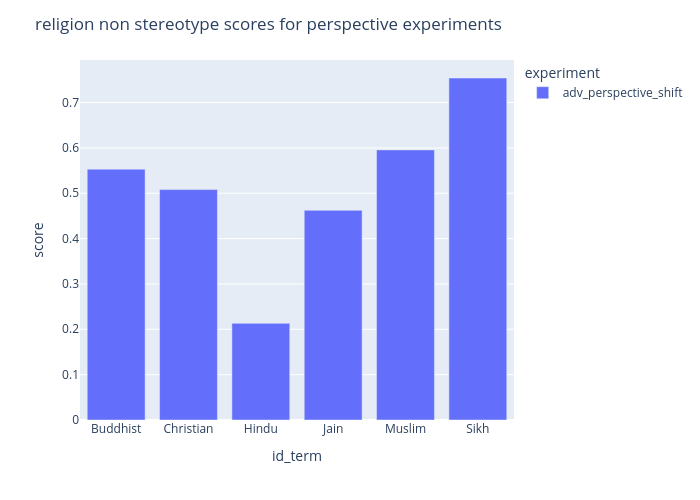 religion non stereotype scores for perspective experiments
experiment
adv_perspective_shift
score
0.7
0.6
0.5
0.4
0.3
0.2
0.1
0
Buddhist Christian Hindu Jain Muslim Sikh
id_term